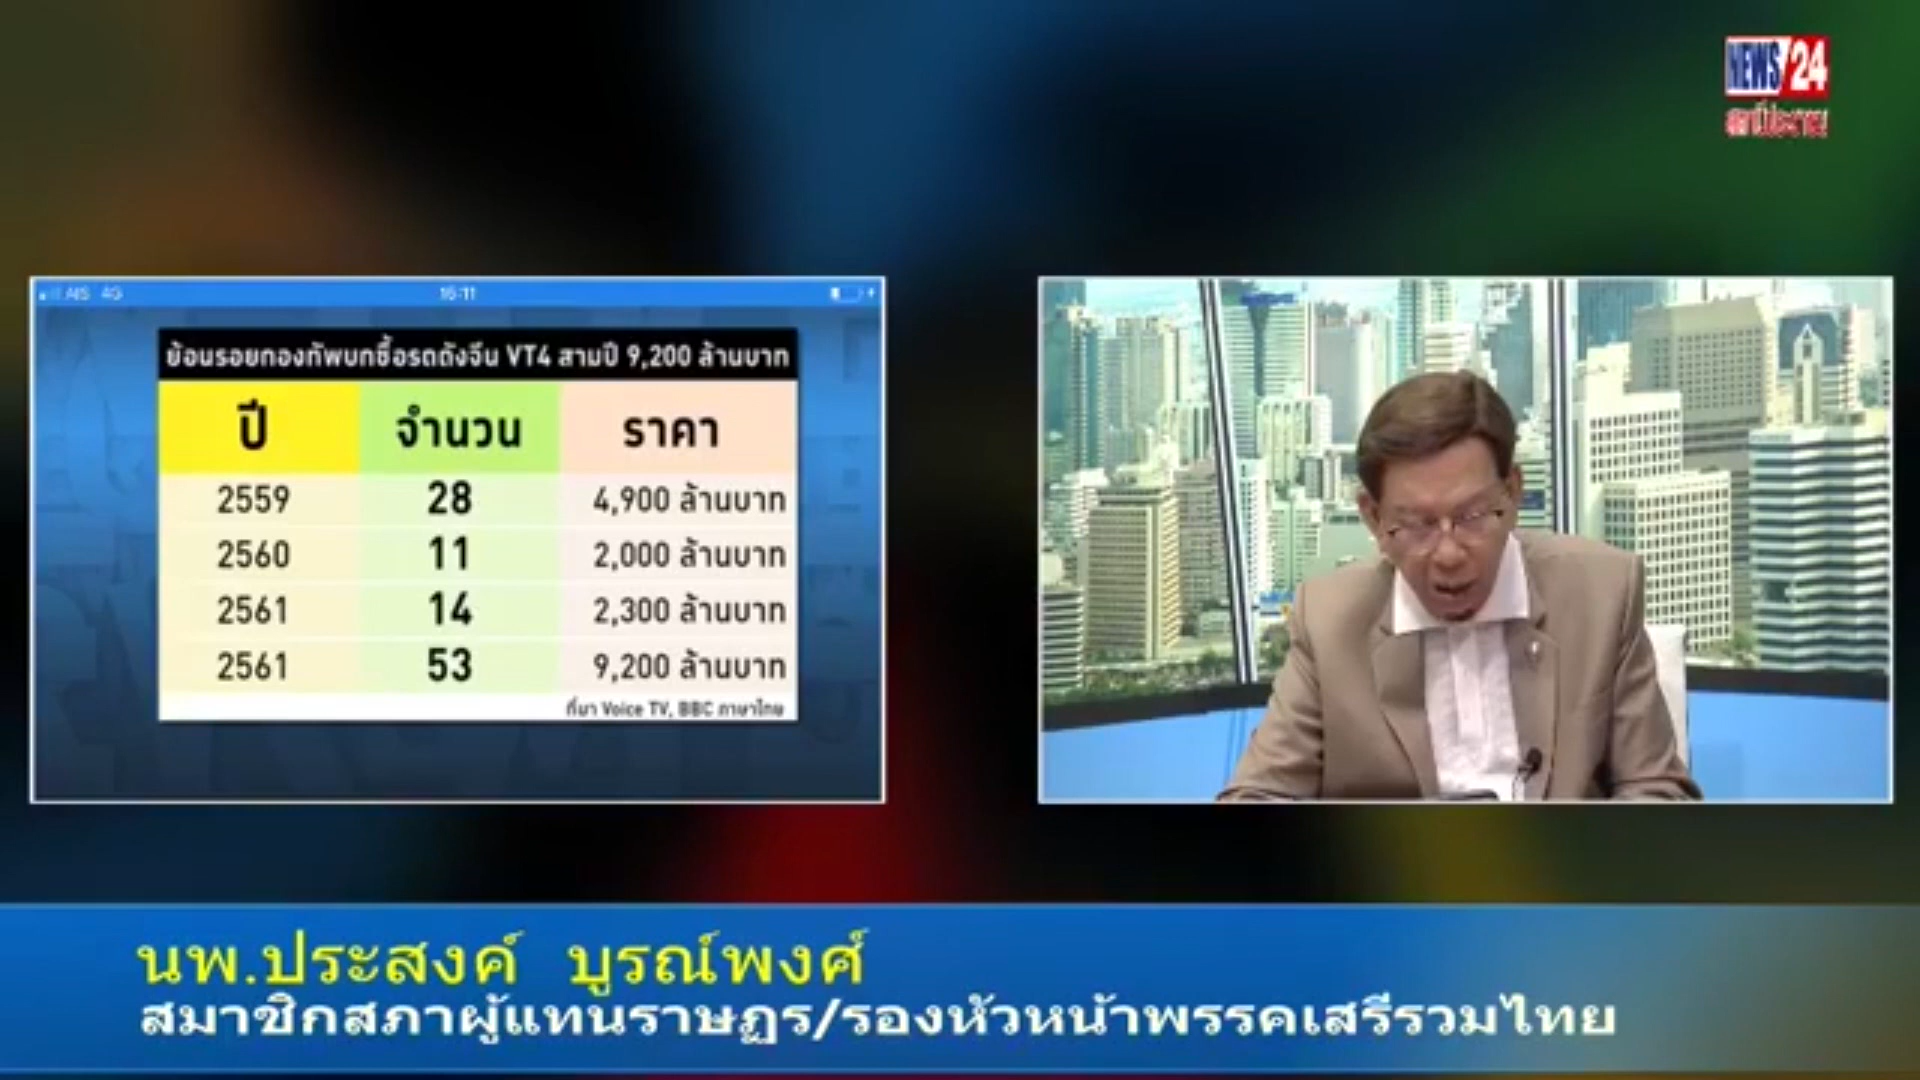 NEWS/24
AIS 4G 16:11
ย้อนรอยกองทัพบกซื้อรถถังจีน VT4 สามปี 9,200 ล้านบาท
ปี จำนวน ราคา
2559 28 4,900 ล้านบาท
2560 11 2,000 ล้านบาท
2561 14 2,300 ล้านบาท
2561 53 9,200 ล้านบาท
ที่มา Voice TV, BBC ภาษาไทย
นพ.ประสงค์ บูรณ์พงศ์
สมาชิกสภาผู้แทนราษฎร/รองหัวหน้าพรรคเสรีรวมไทย